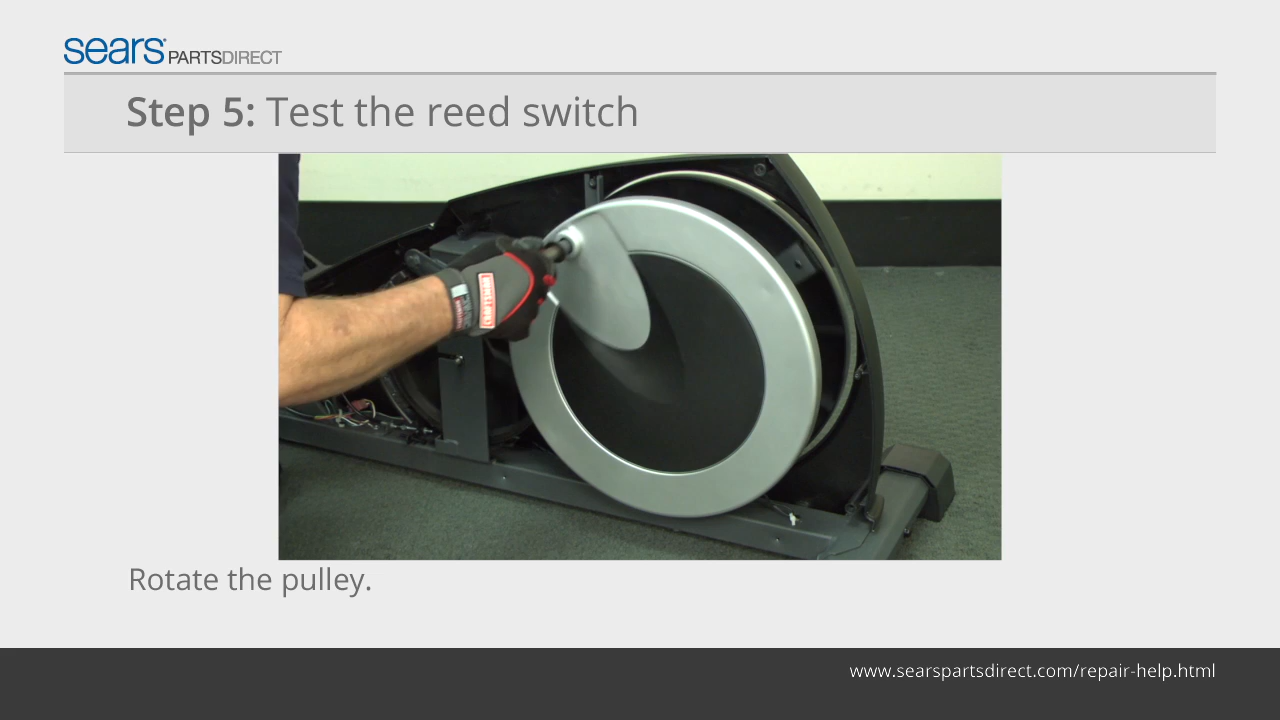 sears PARTSDIRECT
Step 5: Test the reed switch
Rotate the pulley.
www.searspartsdirect.com/repair-help.html